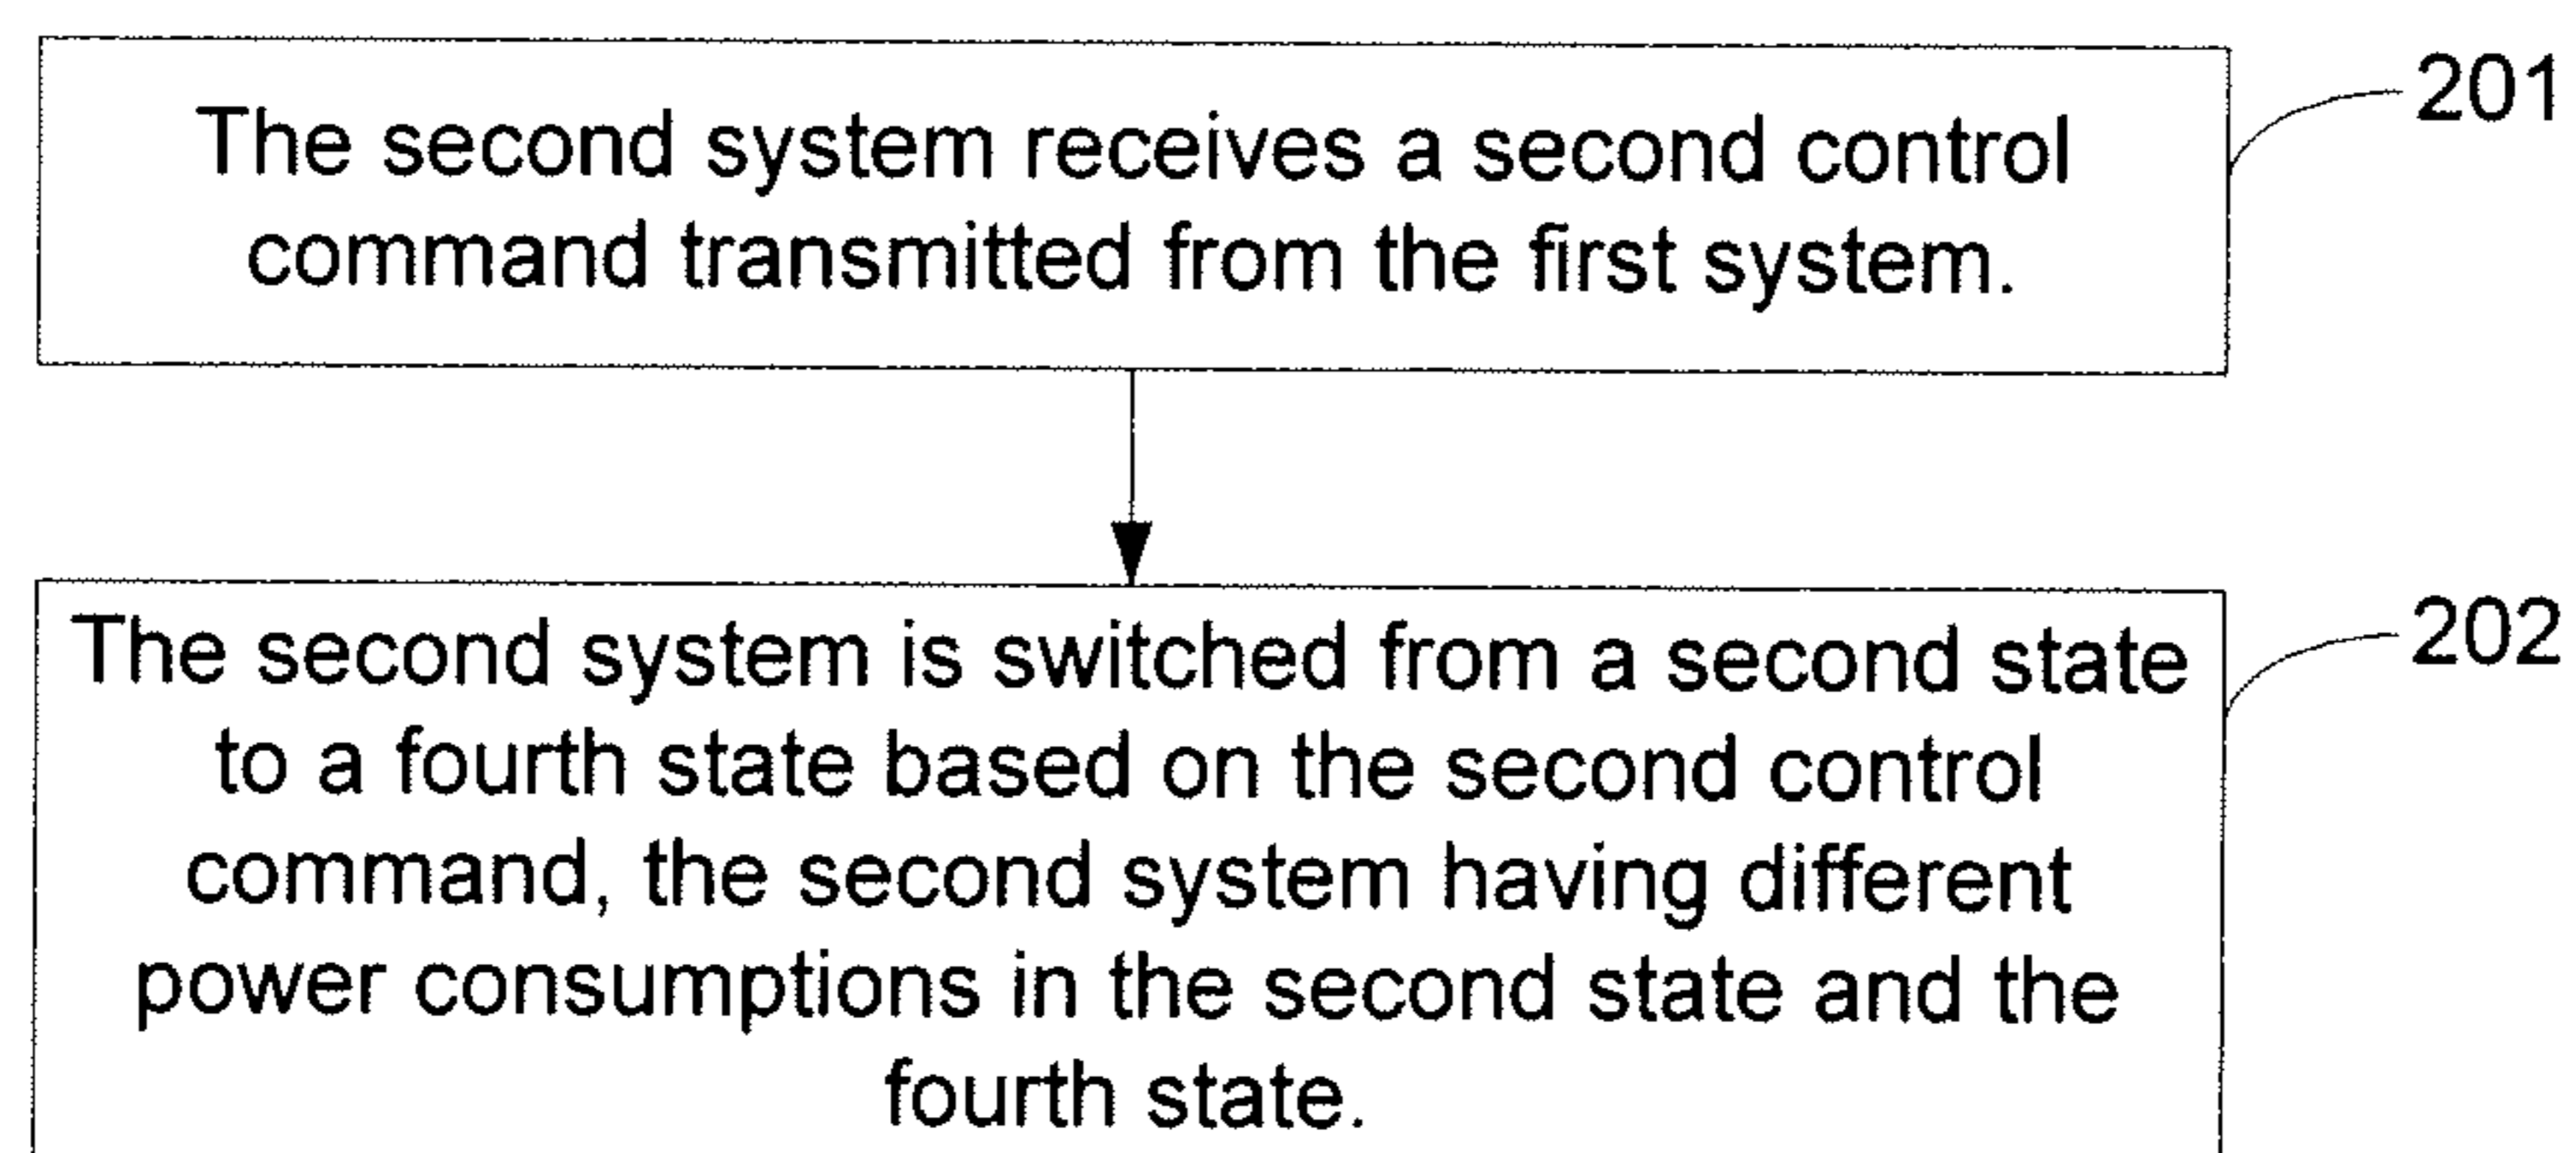 The second system receives a second control
201
command transmitted from the first system.
The second system is switched from a second state
202
to a fourth state based on the second control
command, the second system having different
power consumptions in the second state and the
fourth state.